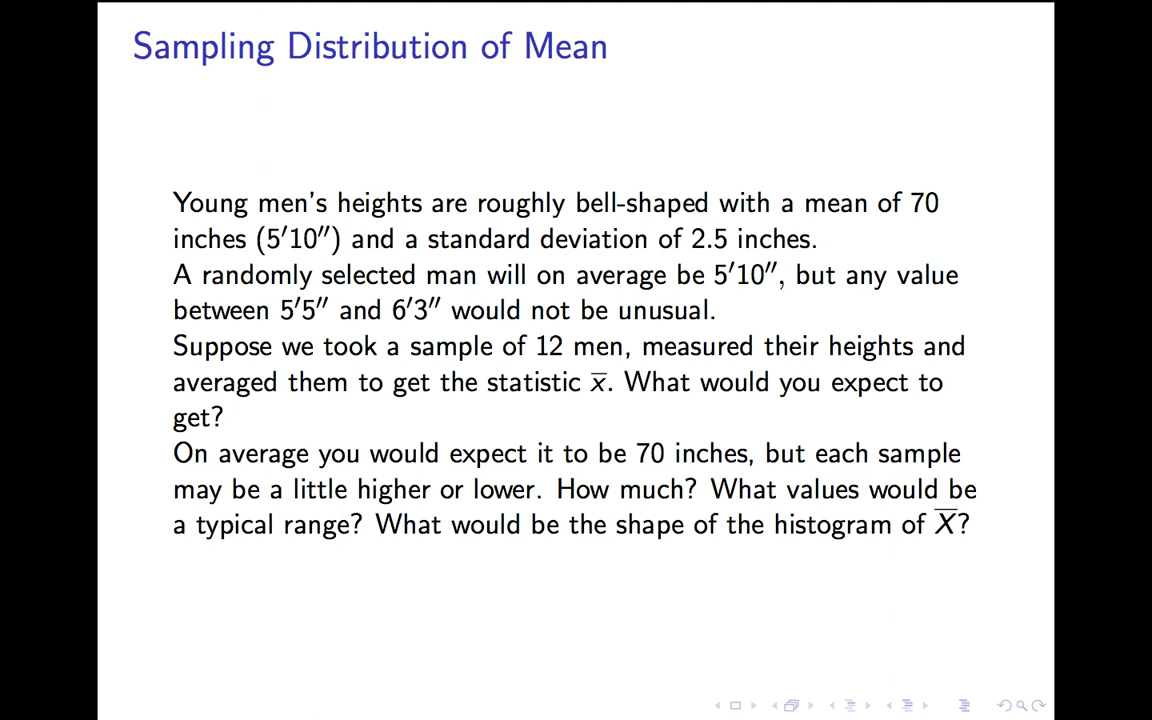 Sampling Distribution of Mean
Young men's heights are roughly bell-shaped with a mean of 70
inches (5′10″) and a standard deviation of 2.5 inches.
A randomly selected man will on average be 5′10″, but any value
between 5′5″ and 6′3″ would not be unusual.
Suppose we took a sample of 12 men, measured their heights and
averaged them to get the statistic x̅. What would you expect to
get?
On average you would expect it to be 70 inches, but each sample
may be a little higher or lower. How much? What values would be
a typical range? What would be the shape of the histogram of X̅?